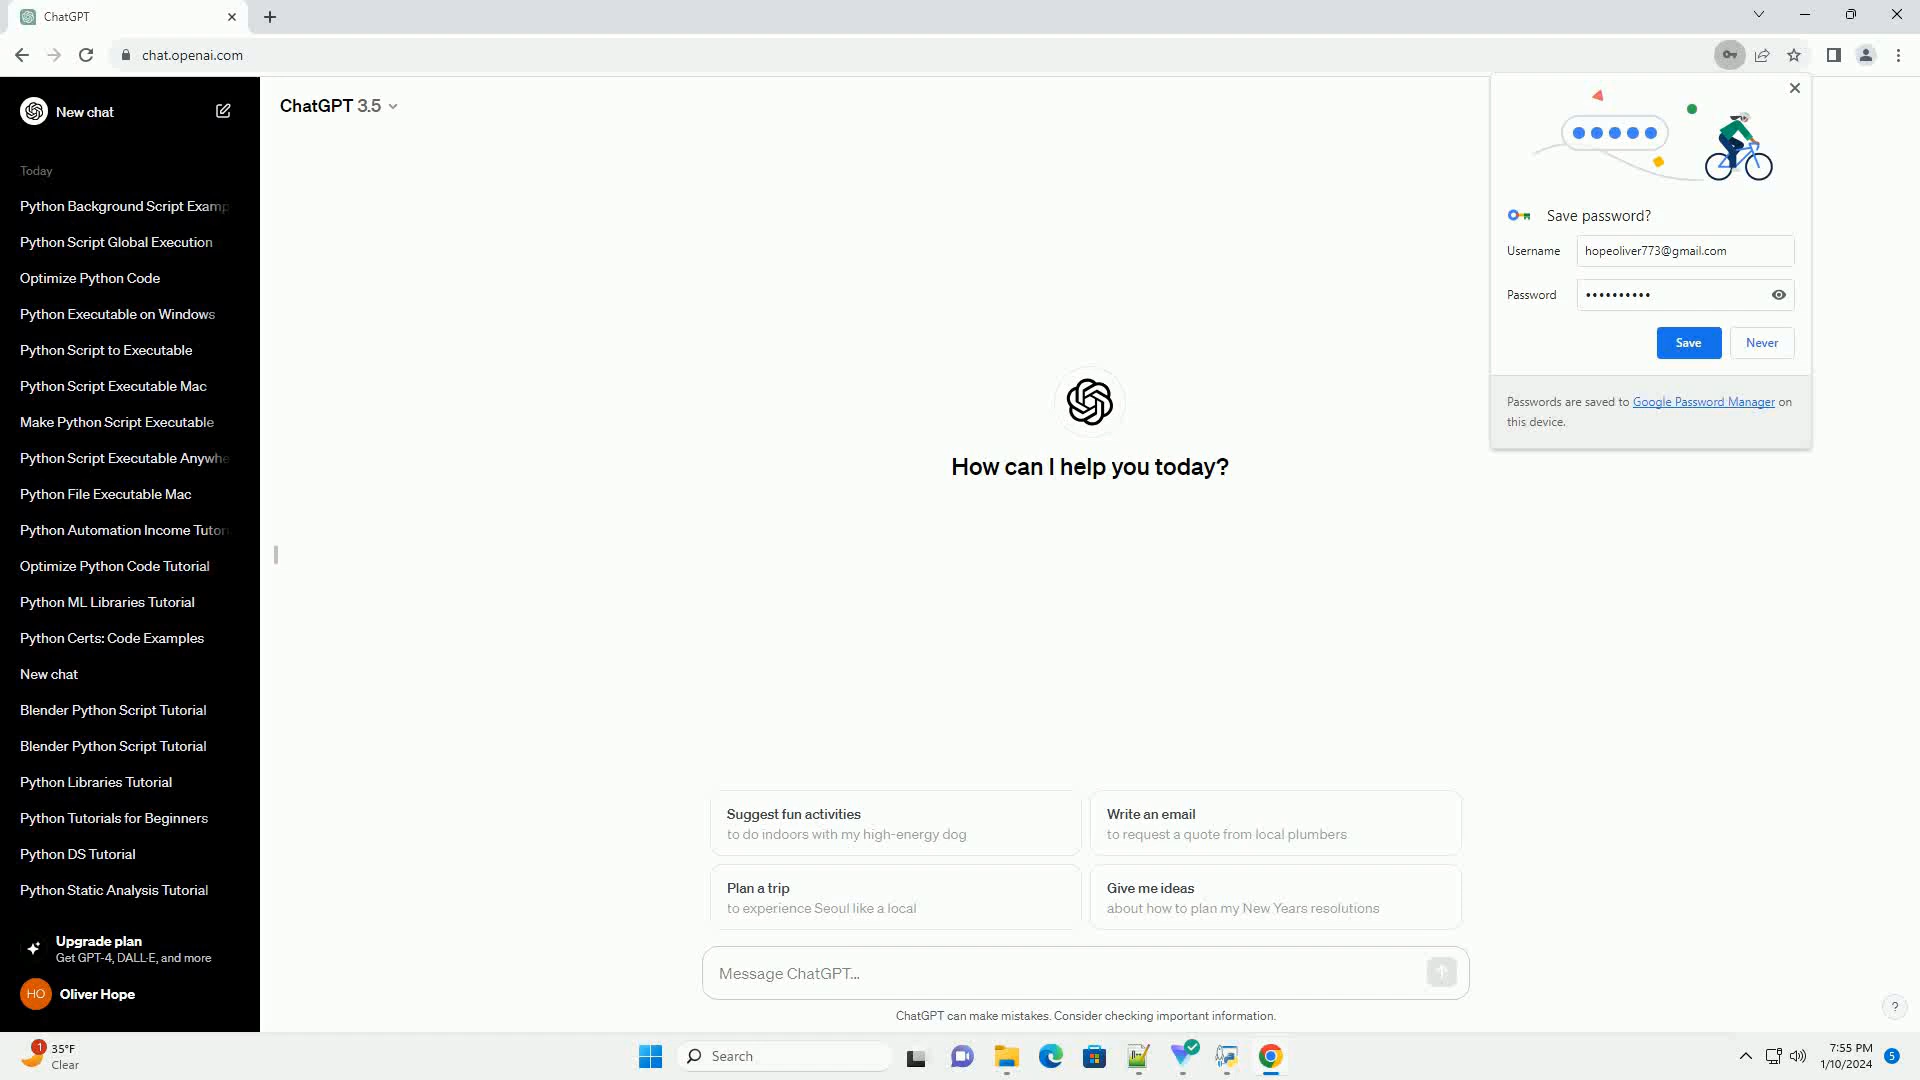 ChatGPT
chat.openai.com
New chat
Today
Python Background Script Examp
Python Script Global Execution
Optimize Python Code
Python Executable on Windows
Python Script to Executable
Python Script Executable Mac
Make Python Script Executable
Python Script Executable Anywhe
Python File Executable Mac
Python Automation Income Tutori
Optimize Python Code Tutorial
Python ML Libraries Tutorial
Python Certs: Code Examples
New chat
Blender Python Script Tutorial
Blender Python Script Tutorial
Python Libraries Tutorial
Python Tutorials for Beginners
Python DS Tutorial
Python Static Analysis Tutorial
Upgrade plan
Get GPT-4, DALL·E, and more
HO Oliver Hope
ChatGPT 3.5
Save password?
Username hopeoliver773@gmail.com
Password ••••••••••
Save Never
Passwords are saved to Google Password Manager on
this device.
How can I help you today?
Suggest fun activities
to do indoors with my high-energy dog
Write an email
to request a quote from local plumbers
Plan a trip
to experience Seoul like a local
Give me ideas
about how to plan my New Years resolutions
Message ChatGPT...
ChatGPT can make mistakes. Consider checking important information.
?
1
35°F
Clear
Search
7:55 PM
1/10/2024
5